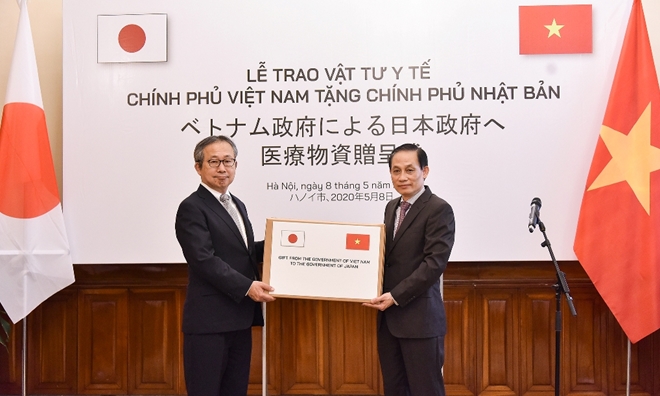 LỄ TRAO VẬT TƯ Y TẾ
CHÍNH PHỦ VIỆT NAM TẶNG CHÍNH PHỦ NHẬT BẢN
ベトナム政府による日本政府へ
医療物資贈呈
Hà Nội, ngày 8 tháng 5 năm
ハノイ市、2020年5月8
GIFT FROM THE GOVERNMENT OF VIET NAM
TO THE GOVERNMENT OF JAPAN